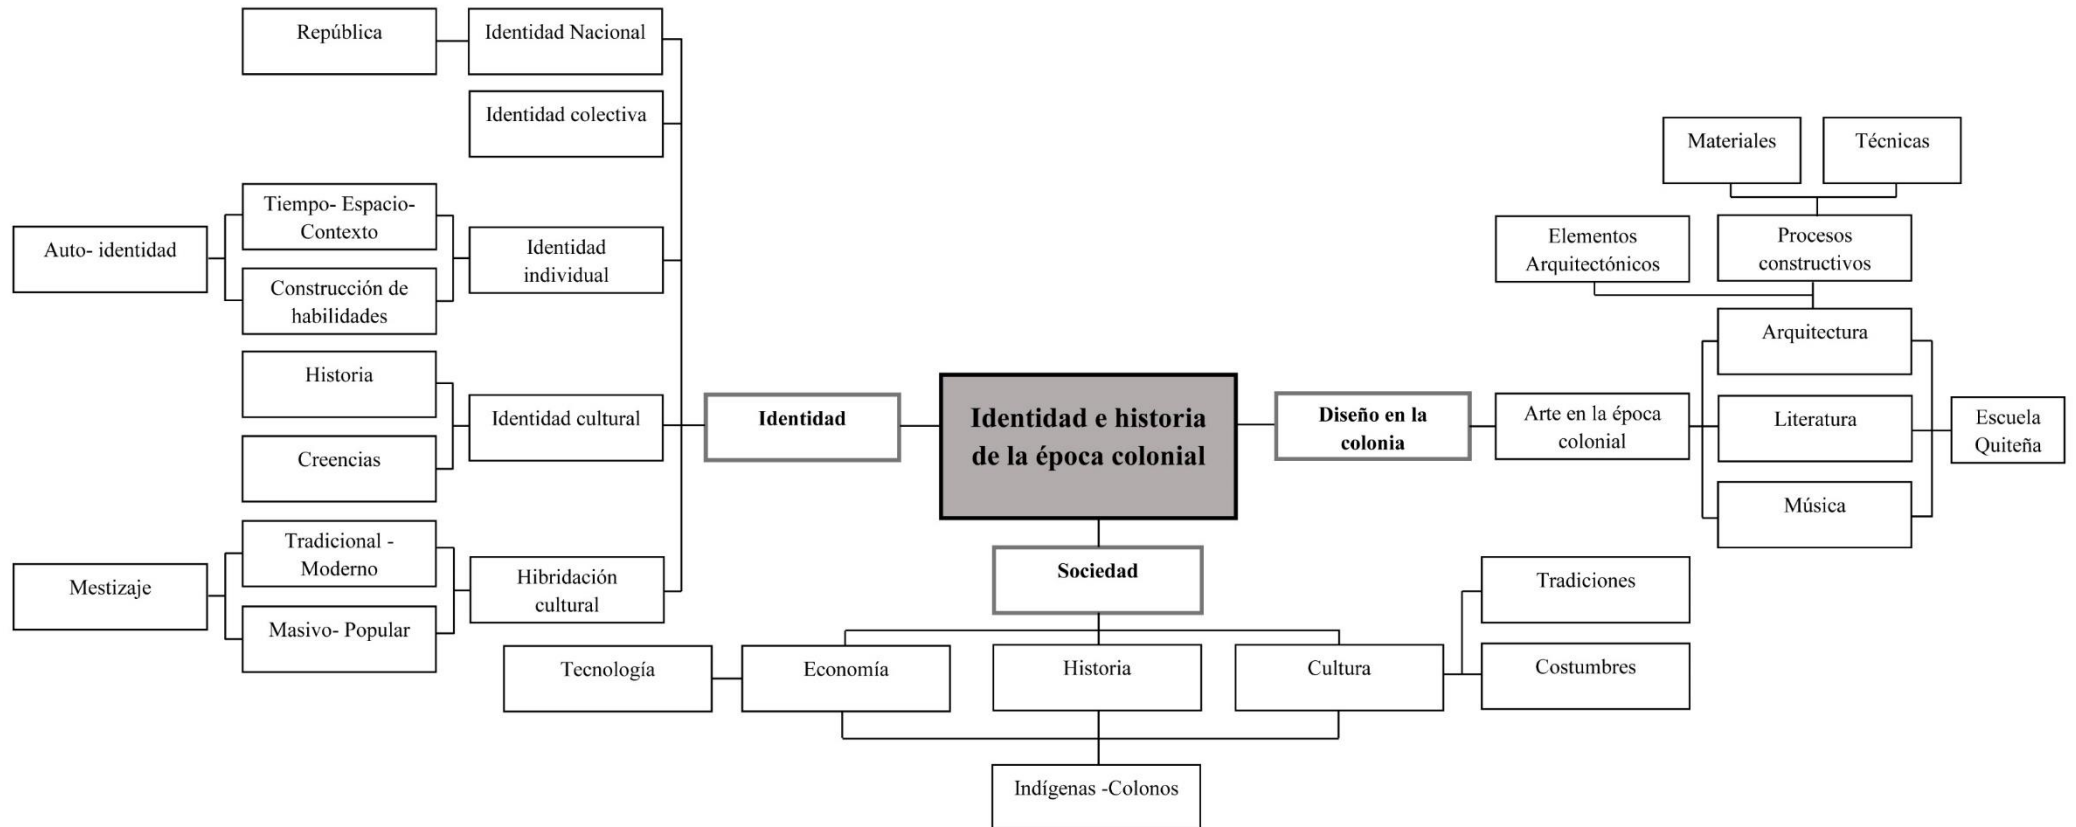 República
Identidad Nacional
Identidad colectiva
Materiales
Técnicas
Tiempo- Espacio-
Contexto
Auto- identidad
Identidad
individual
Construcción de
habilidades
Elementos
Arquitectónicos
Procesos
constructivos
Historia
Identidad cultural
Creencias
Identidad
Identidad e historia
de la época colonial
Diseño en la
colonia
Arte en la época
colonial
Arquitectura
Literatura
Música
Escuela
Quiteña
Tradicional -
Moderno
Mestizaje
Hibridación
cultural
Masivo- Popular
Sociedad
Tradiciones
Tecnología
Economía
Historia
Cultura
Costumbres
Indígenas -Colonos